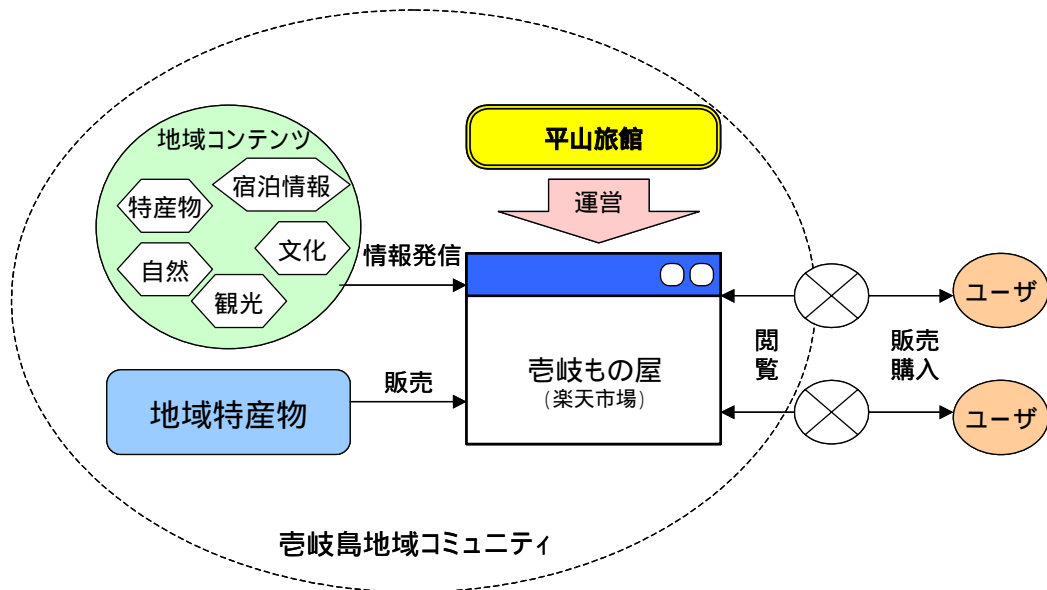 地域コンテンツ
宿泊情報
特産物
文化
自然
観光
平山旅館
運営
情報発信
販売
地域特産物
壱岐もの屋
(楽天市場)
閲
覧
販売
購入
ユーザ
ユーザ
壱岐島地域コミュニティ